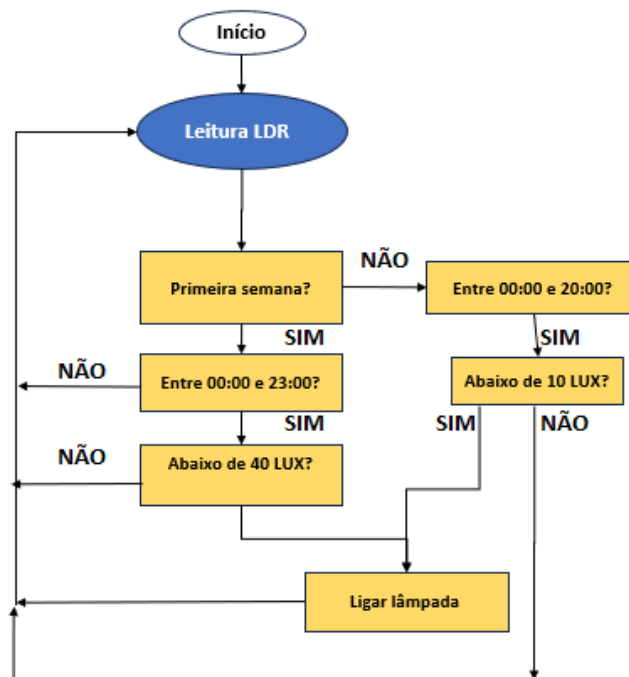 Início
Leitura LDR
Primeira semana?
NÃO
Entre 00:00 e 20:00?
SIM
SIM
NÃO
Entre 00:00 e 23:00?
Abaixo de 10 LUX?
SIM
SIM
NÃO
NÃO
Abaixo de 40 LUX?
Ligar lâmpada